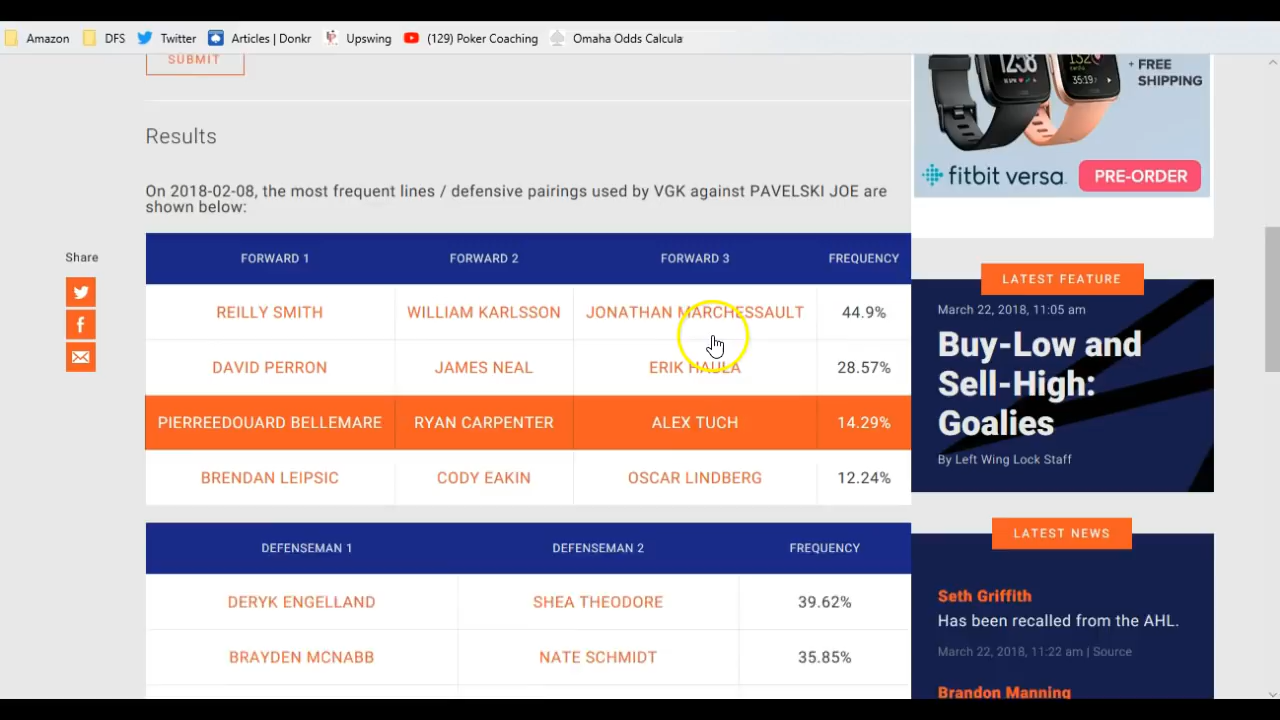 Amazon DFS Twitter Articles | Donkr Upswing (129) Poker Coaching Omaha Odds Calcula
SUBMIT
Results
On 2018-02-08, the most frequent lines / defensive pairings used by VGK against PAVELSKI JOE are
shown below:
Share
FORWARD 1 FORWARD 2 FORWARD 3 FREQUENCY
REILLY SMITH WILLIAM KARLSSON JONATHAN MARCHESSAULT 44.9%
DAVID PERRON JAMES NEAL ERIK HAULA 28.57%
PIERREEDOUARD BELLEMARE RYAN CARPENTER ALEX TUCH 14.29%
BRENDAN LEIPSIC CODY EAKIN OSCAR LINDBERG 12.24%
DEFENSEMAN 1 DEFENSEMAN 2 FREQUENCY
DERYK ENGELLAND SHEA THEODORE 39.62%
BRAYDEN MCNABB NATE SCHMIDT 35.85%
+ FREE
SHIPPING
fitbit versa. PRE-ORDER
LATEST FEATURE
March 22, 2018, 11:05 am
Buy-Low and
Sell-High:
Goalies
By Left Wing Lock Staff
LATEST NEWS
Seth Griffith
Has been recalled from the AHL.
March 22, 2018, 11:22 am | Source
Brandon Manning